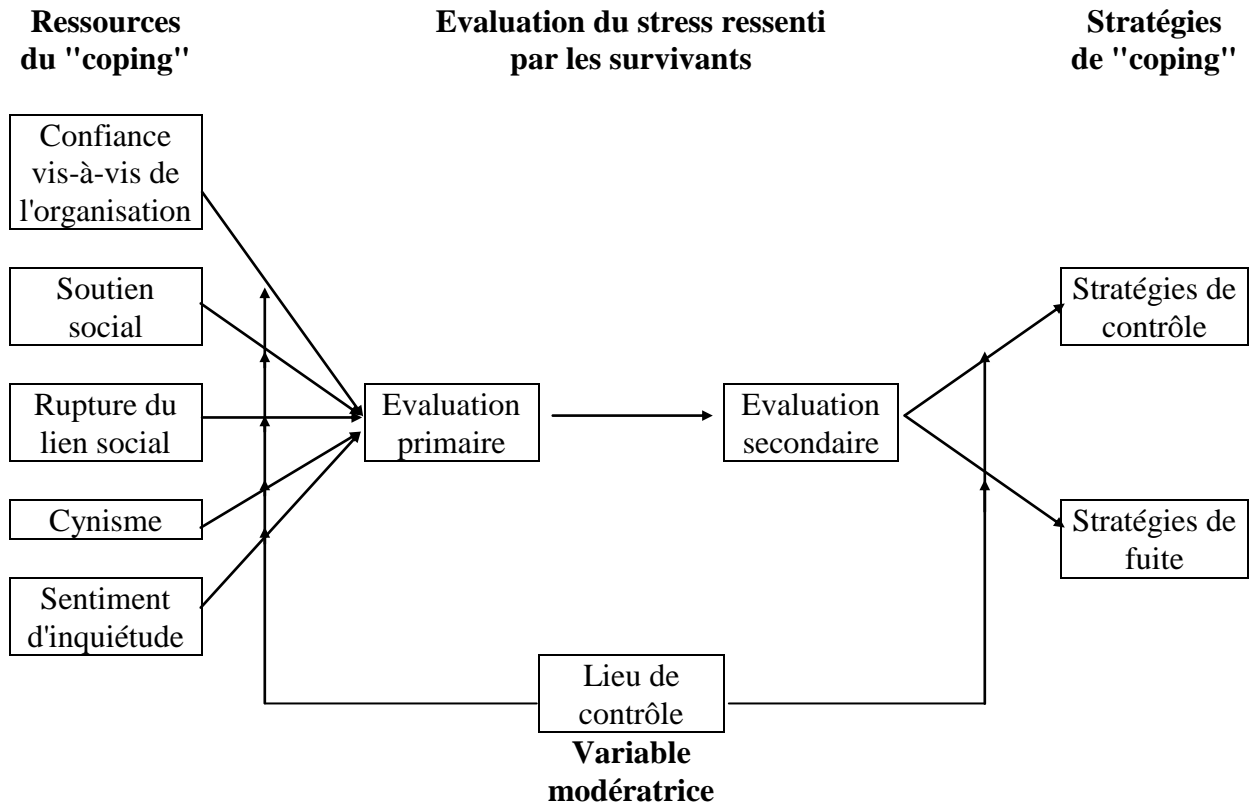 Ressources
du "coping"
Evaluation du stress ressenti
par les survivants
Stratégies
de "coping"
Confiance
vis-à-vis de
l'organisation
Soutien
social
Rupture du
lien social
Cynisme
Sentiment
d'inquiétude
Evaluation
primaire
Evaluation
secondaire
Stratégies de
contrôle
Stratégies de
fuite
Lieu de
contrôle
Variable
modératrice